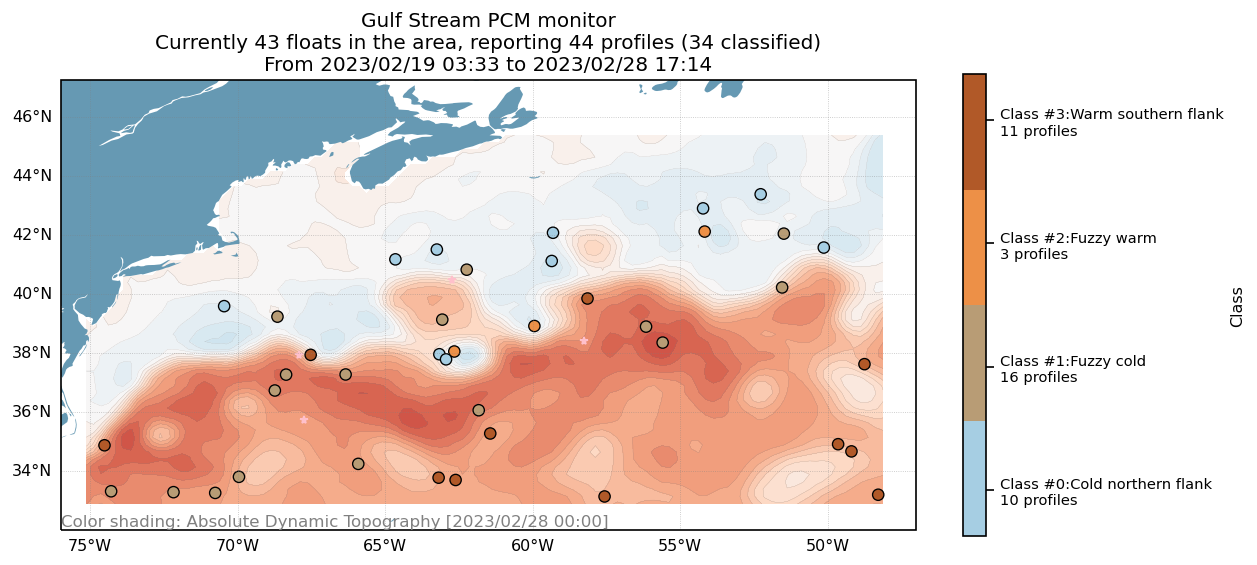 Gulf Stream PCM monitor
Currently 43 floats in the area, reporting 44 profiles (34 classified)
From 2023/02/19 03:33 to 2023/02/28 17:14
46°N
44°N
42°N
40°N
38°N
36°N
34°N
Color shading: Absolute Dynamic Topography [2023/02/28 00:00]
75°W
70°W
65°W
60°W
55°W
50°W
Class #3:Warm southern flank
11 profiles
Class #2:Fuzzy warm
3 profiles
Class #1:Fuzzy cold
16 profiles
Class #0:Cold northern flank
10 profiles
Class